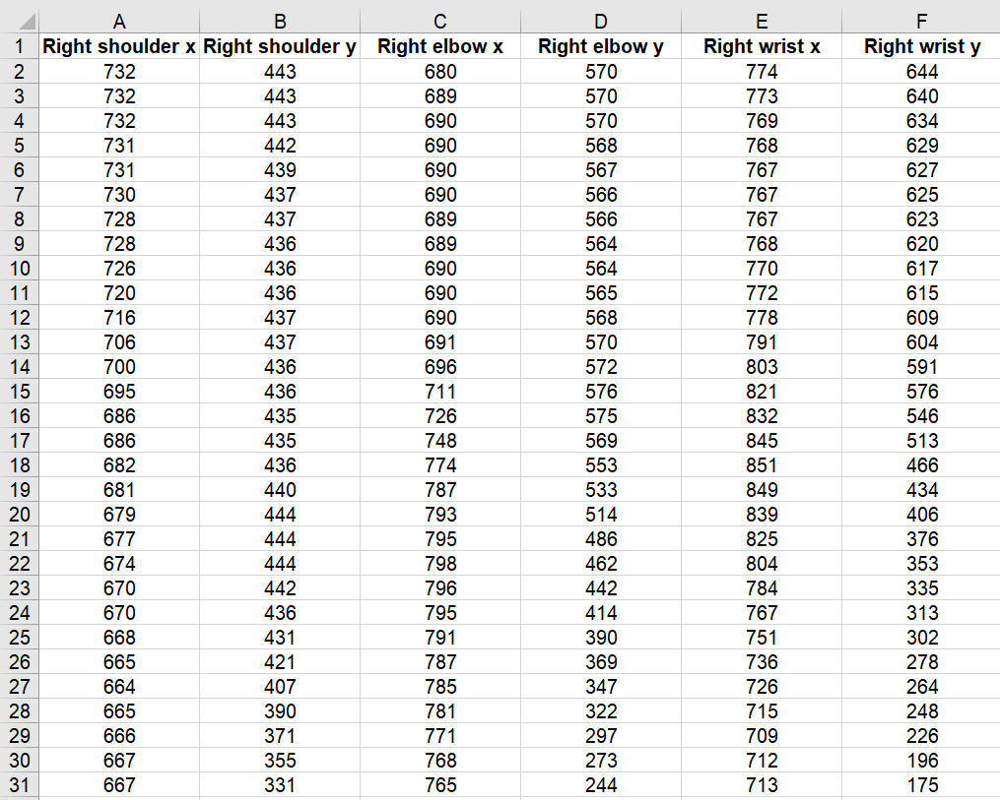 A B C D E F
1 Right shoulder x Right shoulder y Right elbow x Right elbow y Right wrist x Right wrist y
2 732 443 680 570 774 644
3 732 443 689 570 773 640
4 732 443 690 570 769 634
5 731 442 690 568 768 629
6 731 439 690 567 767 627
7 730 437 690 566 767 625
8 728 437 689 566 767 623
9 728 436 689 564 768 620
10 726 436 690 564 770 617
11 720 436 690 565 772 615
12 716 437 690 568 778 609
13 706 437 691 570 791 604
14 700 436 696 572 803 591
15 695 436 711 576 821 576
16 686 435 726 575 832 546
17 686 435 748 569 845 513
18 682 436 774 553 851 466
19 681 440 787 533 849 434
20 679 444 793 514 839 406
21 677 444 795 486 825 376
22 674 444 798 462 804 353
23 670 442 796 442 784 335
24 670 436 795 414 767 313
25 668 431 791 390 751 302
26 665 421 787 369 736 278
27 664 407 785 347 726 264
28 665 390 781 322 715 248
29 666 371 771 297 709 226
30 667 355 768 273 712 196
31 667 331 765 244 713 175